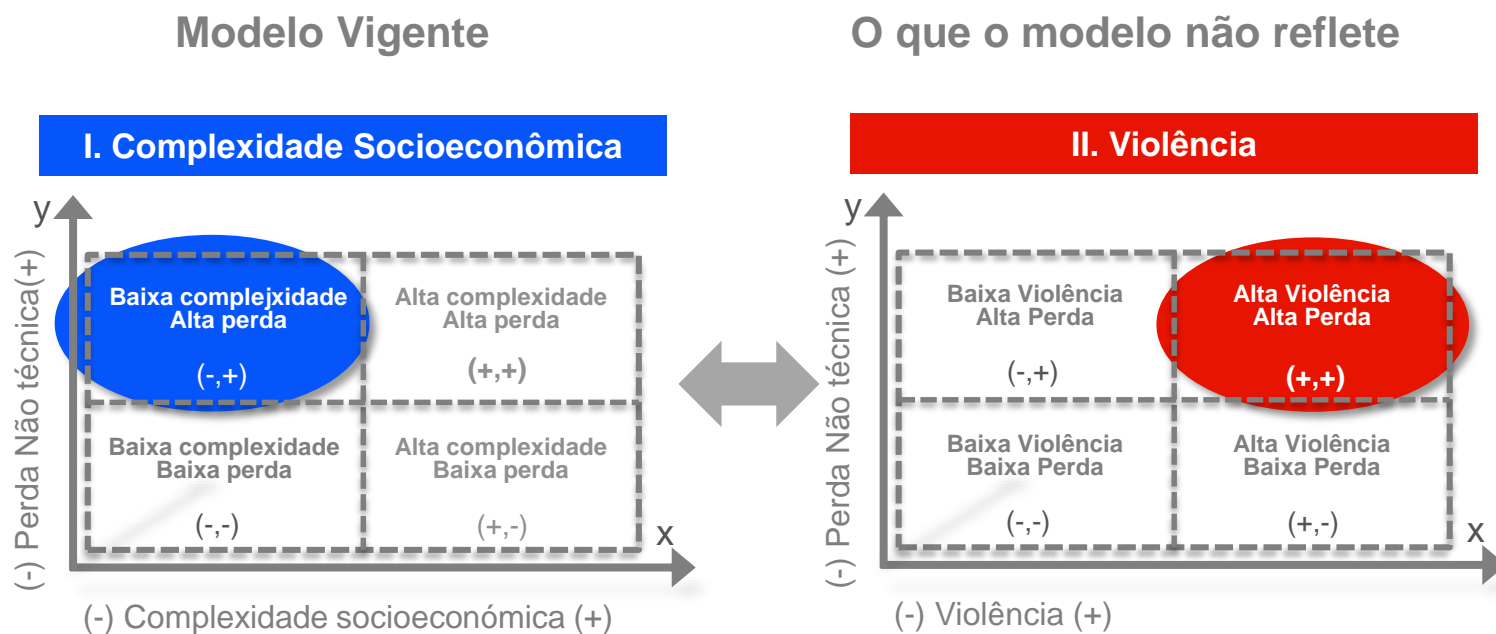 Modelo Vigente
O que o modelo não reflete
I. Complexidade Socioeconômica
II. Violência
y
(-) Perda Não técnica(+)
Baixa complejxidade
Alta perda
(-,+)
Alta complexidade
Alta perda
(+,+)
Baixa complexidade
Baixa perda
(-,-)
Alta complexidade
Baixa perda
(+,-)
x
(-) Complexidade socioeconómica (+)
y
(-) Perda Não técnica (+)
Baixa Violência
Alta Perda
(-,+)
Alta Violência
Alta Perda
(+,+)
Baixa Violência
Baixa Perda
(-,-)
Alta Violência
Baixa Perda
(+,-)
x
(-) Violência (+)